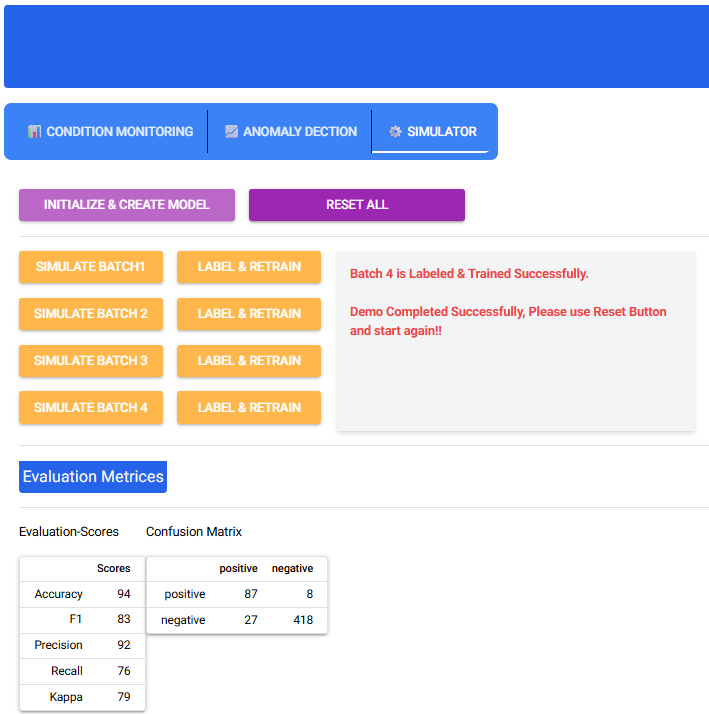 CONDITION MONITORING ANOMALY DECTION SIMULATOR
INITIALIZE & CREATE MODEL RESET ALL
SIMULATE BATCH1 LABEL & RETRAIN
SIMULATE BATCH 2 LABEL & RETRAIN
SIMULATE BATCH 3 LABEL & RETRAIN
SIMULATE BATCH 4 LABEL & RETRAIN
Batch 4 is Labeled & Trained Successfully.
Demo Completed Successfully, Please use Reset Button
and start again!!
Evaluation Metrices
Evaluation-Scores Confusion Matrix
Scores
Accuracy 94
F1 83
Precision 92
Recall 76
Kappa 79
positive negative
positive 87 8
negative 27 418